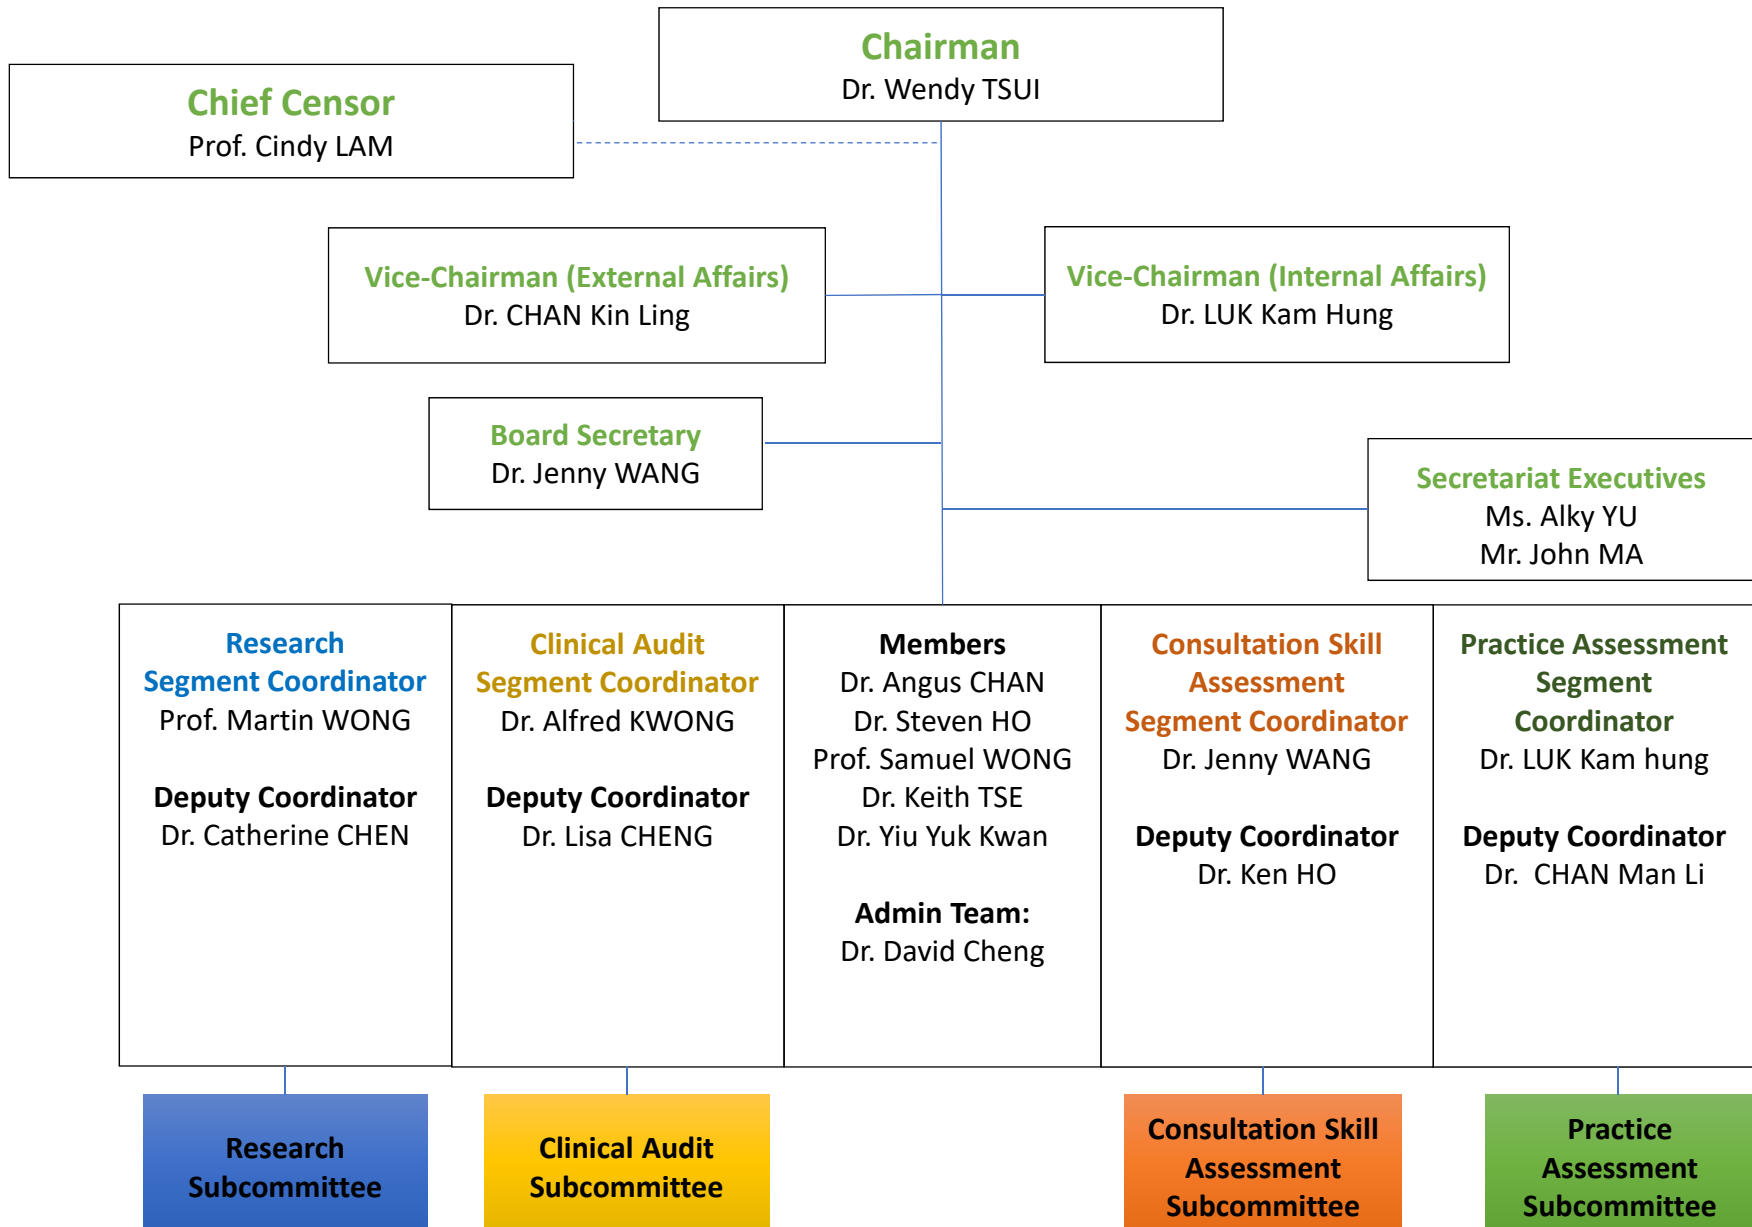 Chairman
Dr. Wendy TSUI
Chief Censor
Prof. Cindy LAM
Vice-Chairman (External Affairs)
Dr. CHAN Kin Ling
Vice-Chairman (Internal Affairs)
Dr. LUK Kam Hung
Board Secretary
Dr. Jenny WANG
Secretariat Executives
Ms. Alky YU
Mr. John MA
Research
Segment Coordinator
Prof. Martin WONG
Deputy Coordinator
Dr. Catherine CHEN
Clinical Audit
Segment Coordinator
Dr. Alfred KWONG
Deputy Coordinator
Dr. Lisa CHENG
Members
Dr. Angus CHAN
Dr. Steven HO
Prof. Samuel WONG
Dr. Keith TSE
Dr. Yiu Yuk Kwan
Admin Team:
Dr. David Cheng
Consultation Skill
Assessment
Segment Coordinator
Dr. Jenny WANG
Deputy Coordinator
Dr. Ken HO
Practice Assessment
Segment
Coordinator
Dr. LUK Kam hung
Deputy Coordinator
Dr.  CHAN Man Li
Research
Subcommittee
Clinical Audit
Subcommittee
Consultation Skill
Assessment
Subcommittee
Practice
Assessment
Subcommittee